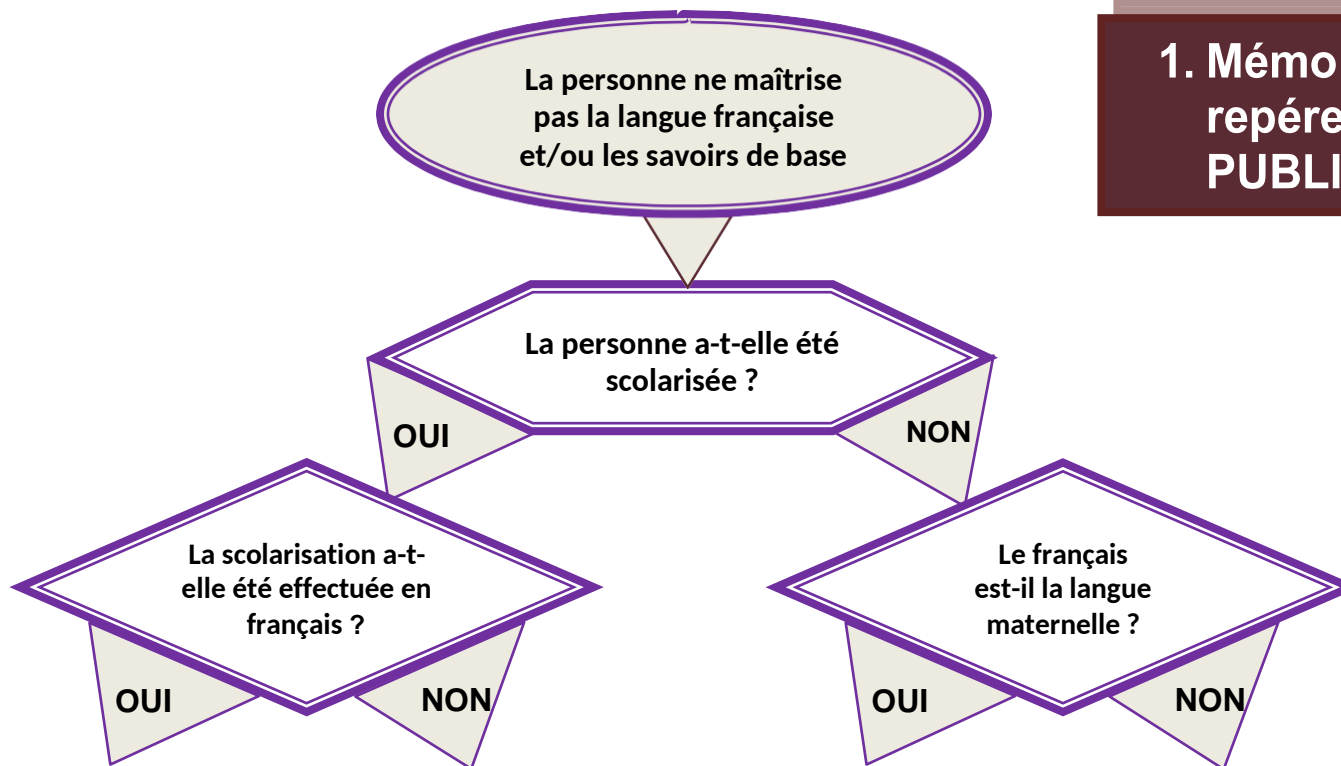 La personne ne maîtrise
pas la langue française
et/ou les savoirs de base
1. Mémo
repére
PUBLI
La personne a-t-elle été
scolarisée ?
OUI
NON
La scolarisation a-t-
elle été effectuée en
français ?
Le français
est-il la langue
maternelle ?
OUI
NON
OUI
NON